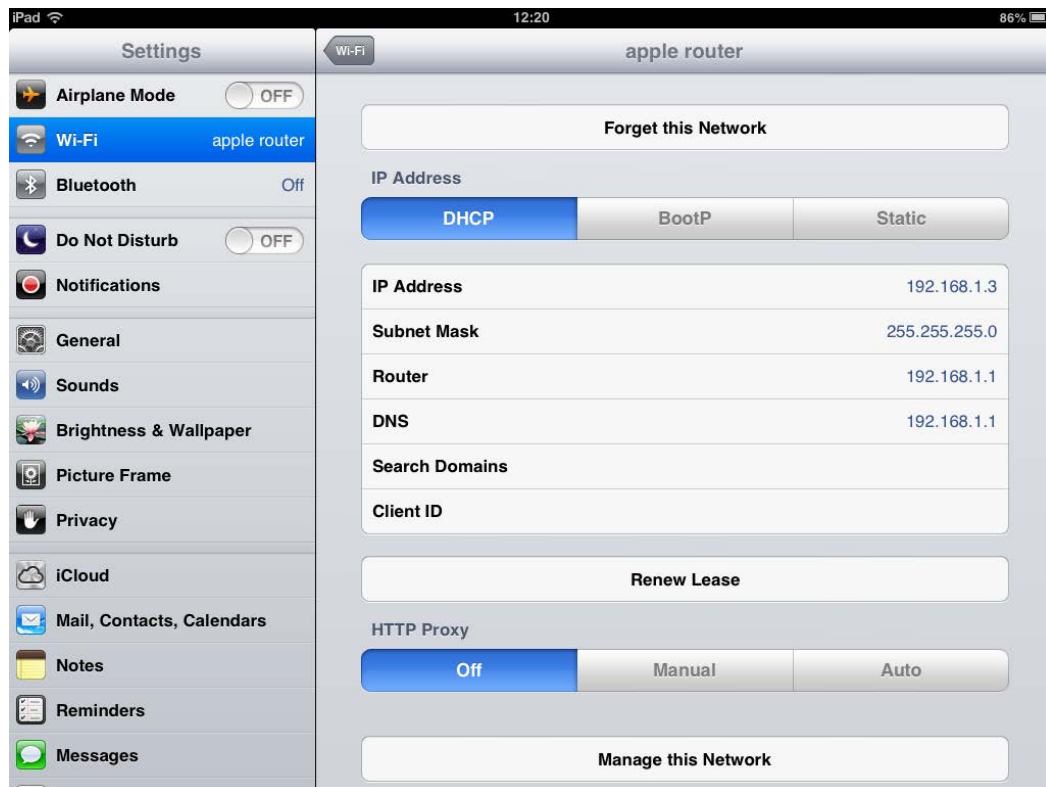 iPad 12:20 86%
Settings
Wi-Fi apple router
Airplane Mode OFF
Wi-Fi apple router
Bluetooth Off
Do Not Disturb OFF
Notifications
General
Sounds
Brightness & Wallpaper
Picture Frame
Privacy
iCloud
Mail, Contacts, Calendars
Notes
Reminders
Messages
Forget this Network
IP Address
DHCP BootP Static
IP Address 192.168.1.3
Subnet Mask 255.255.255.0
Router 192.168.1.1
DNS 192.168.1.1
Search Domains
Client ID
Renew Lease
HTTP Proxy
Off Manual Auto
Manage this Network